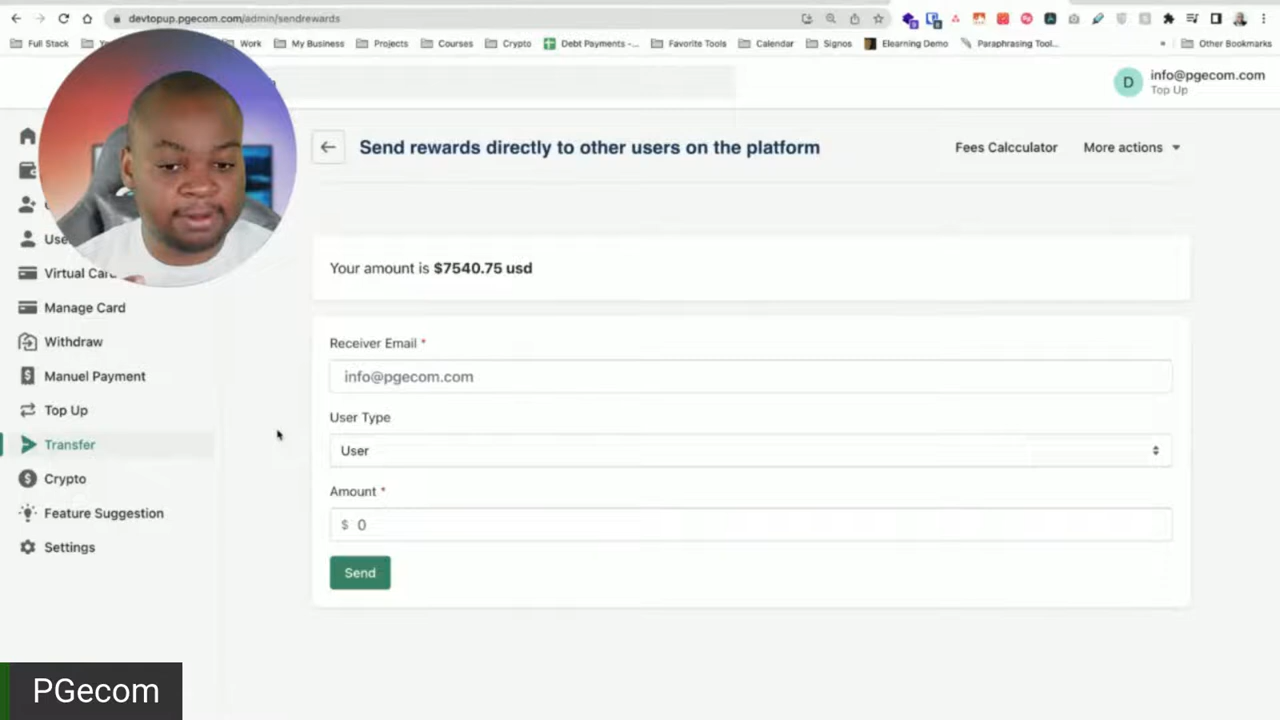 devtopup.pgecom.com/admin/sendrewards
Full Stack
Work
My Business
Projects
Courses
Crypto
Debt Payments -...
Favorite Tools
Calendar
Signos
Elearning Demo
Paraphrasing Tool...
»
Other Bookmarks
D
info@pgecom.com
Top Up
Send rewards directly to other users on the platform
Fees Calcculator
More actions
Your amount is $7540.75 usd
Virtual
Manage Card
Withdraw
Manuel Payment
Top Up
Transfer
Crypto
Feature Suggestion
Settings
Receiver Email *
info@pgecom.com
User Type
User
Amount *
$ 0
Send
PGecom